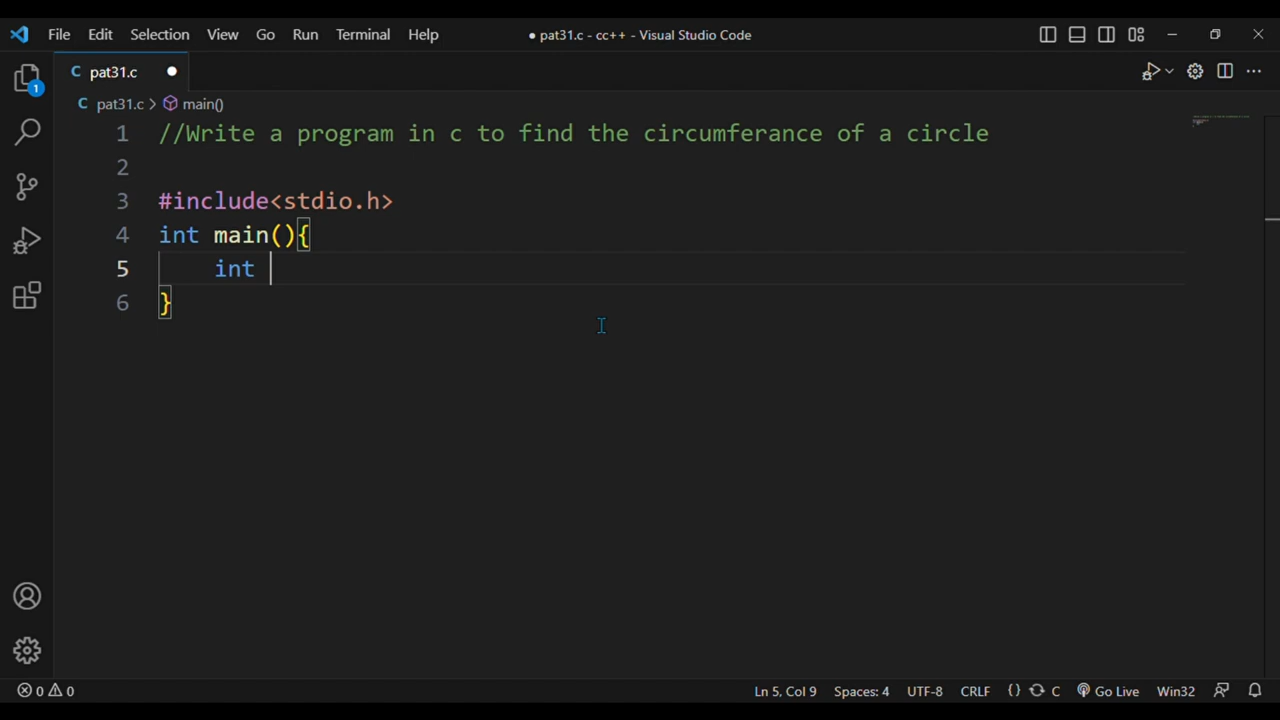 File Edit Selection View Go Run Terminal Help ● pat31.c - cc++ - Visual Studio Code
C pat31.c ●
1
C pat31.c > main()
1 //Write a program in c to find the circumferance of a circle
2
3 #include<stdio.h>
4 int main(){
5 int
6 }
0 0 Ln 5, Col 9 Spaces: 4 UTF-8 CRLF {} C Go Live Win32